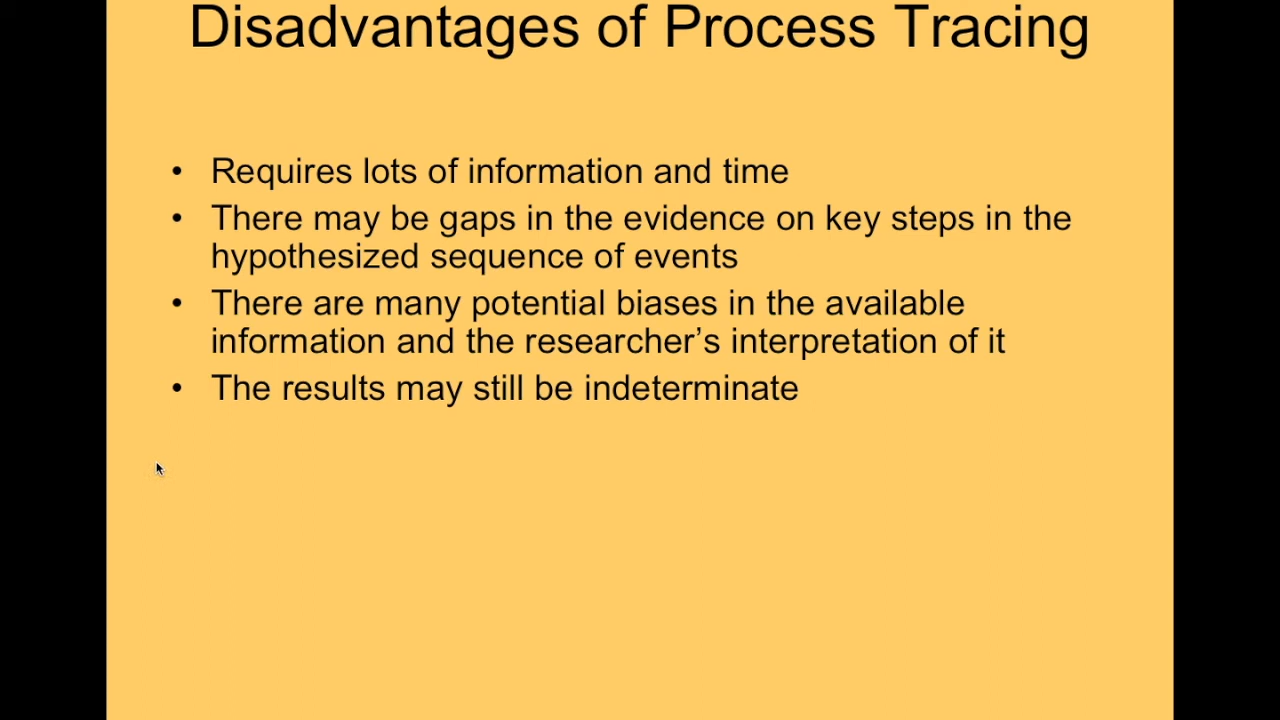 Disadvantages of Process Tracing
• Requires lots of information and time
• There may be gaps in the evidence on key steps in the
hypothesized sequence of events
• There are many potential biases in the available
information and the researcher’s interpretation of it
• The results may still be indeterminate